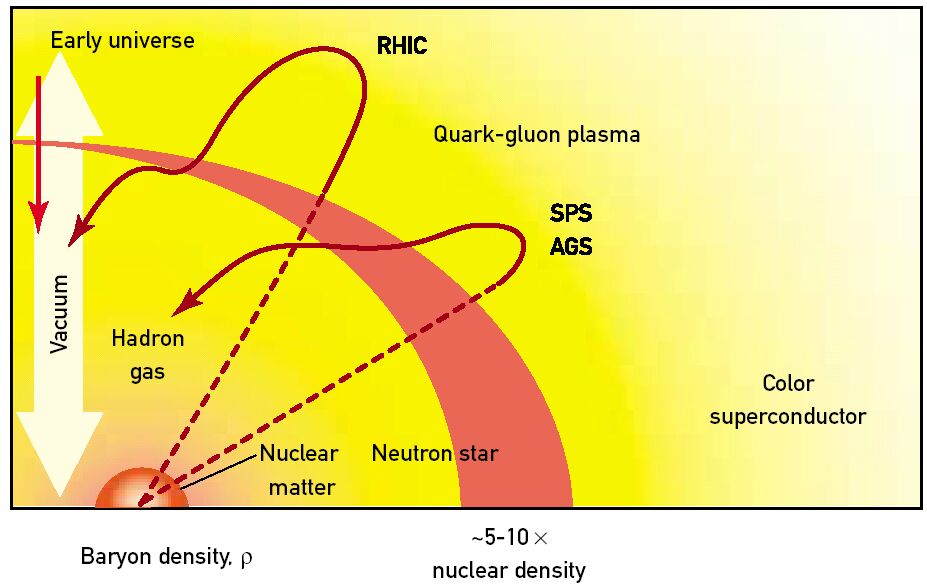 Early universe
RHIC
Quark-gluon plasma
SPS
AGS
Vacuum
Hadron
gas
Color
superconductor
Nuclear
matter
Neutron star
Baryon density, ρ
~5-10 ×
nuclear density